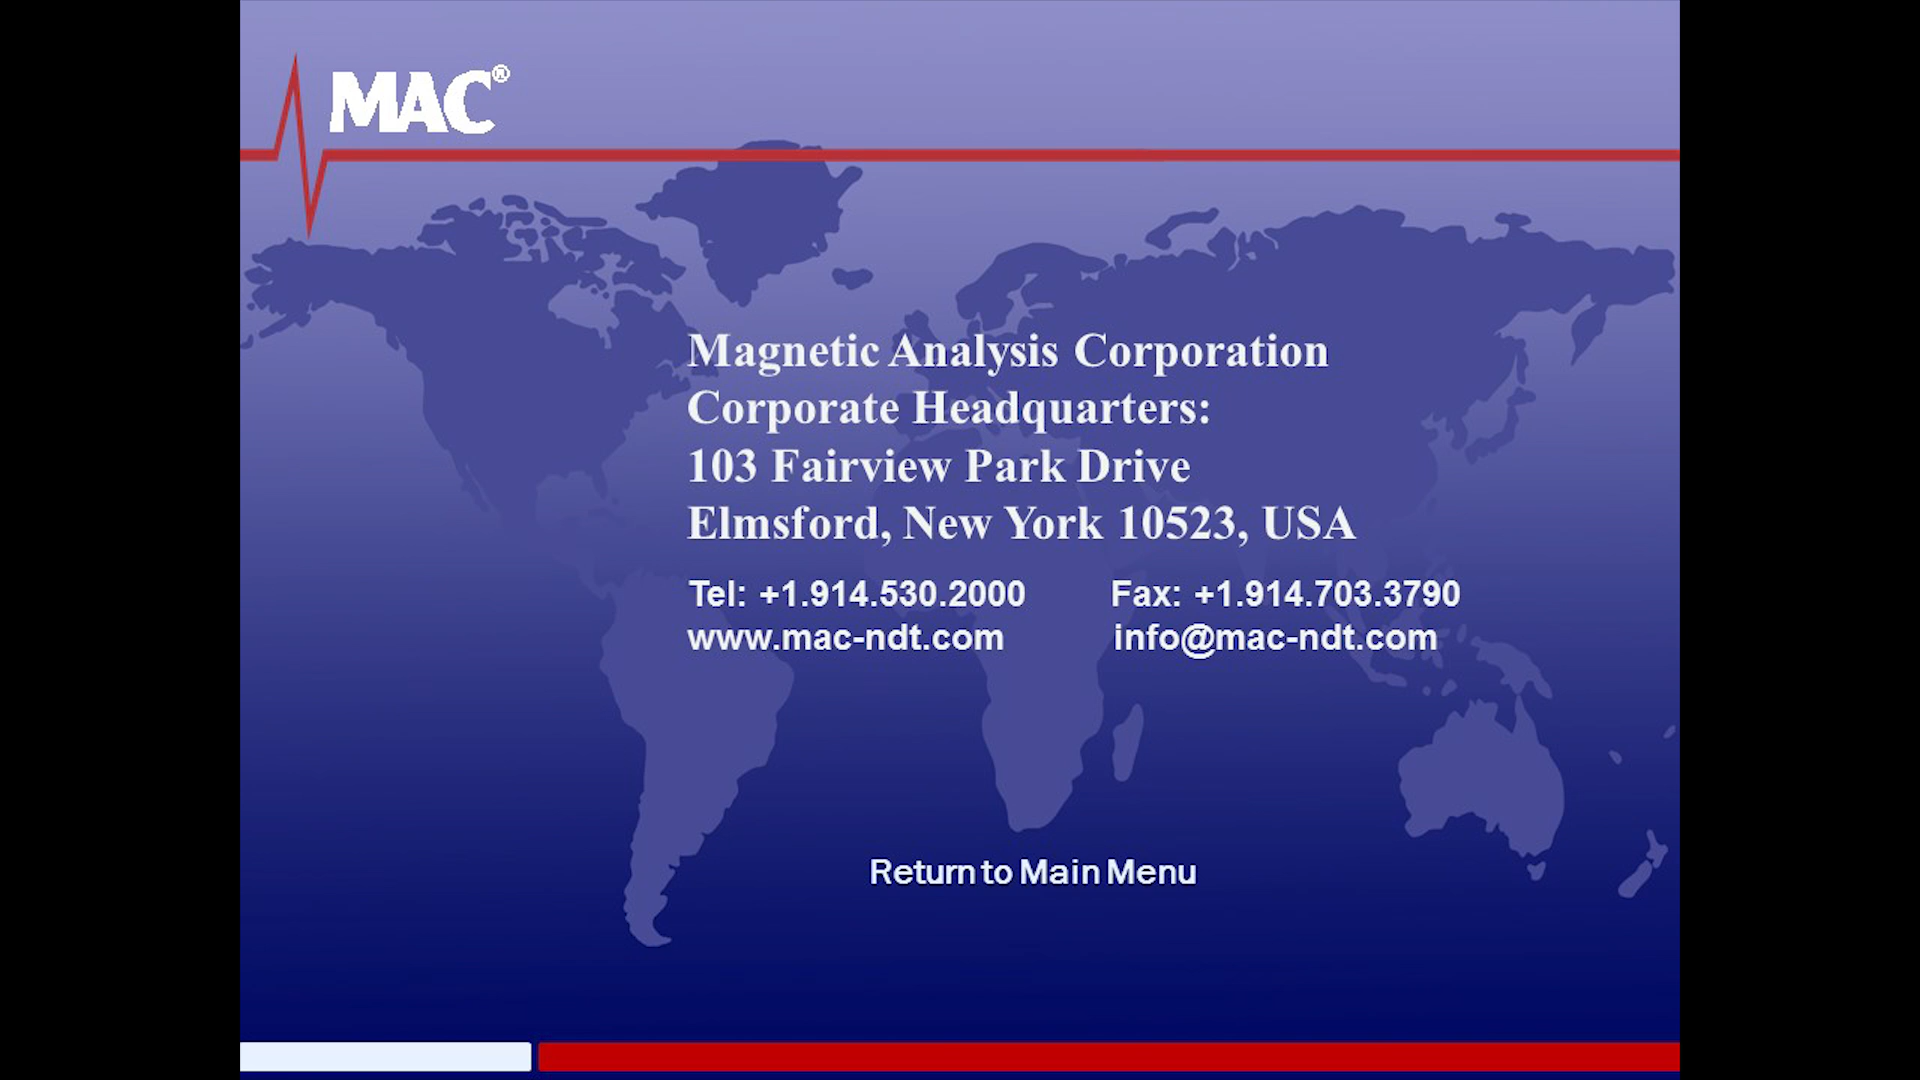 MAC®
Magnetic Analysis Corporation
Corporate Headquarters:
103 Fairview Park Drive
Elmsford, New York 10523, USA
Tel: +1.914.530.2000 Fax: +1.914.703.3790
www.mac-ndt.com info@mac-ndt.com
Return to Main Menu